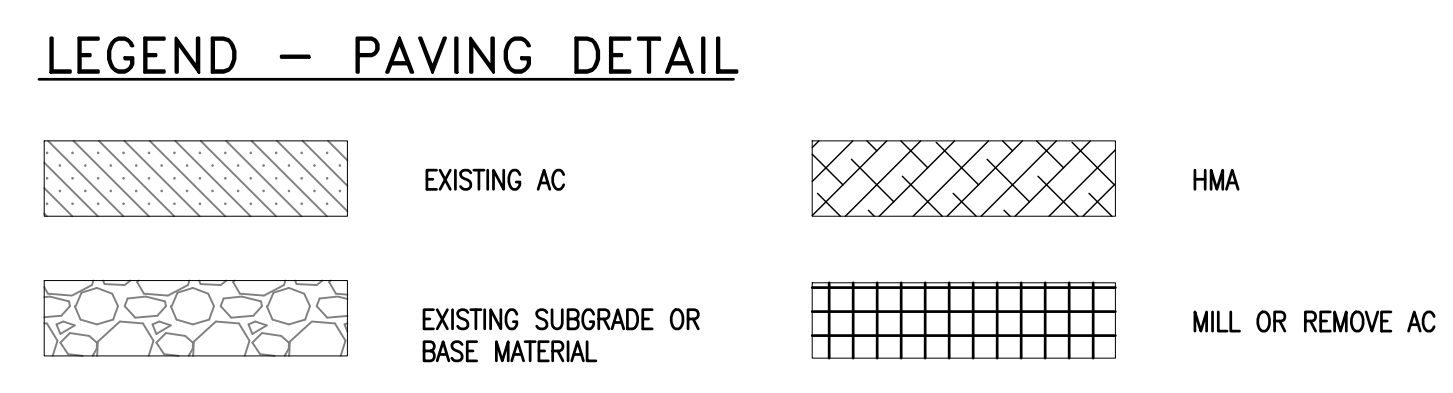 LEGEND - PAVING DETAIL
EXISTING AC
HMA
EXISTING SUBGRADE OR
BASE MATERIAL
MILL OR REMOVE AC